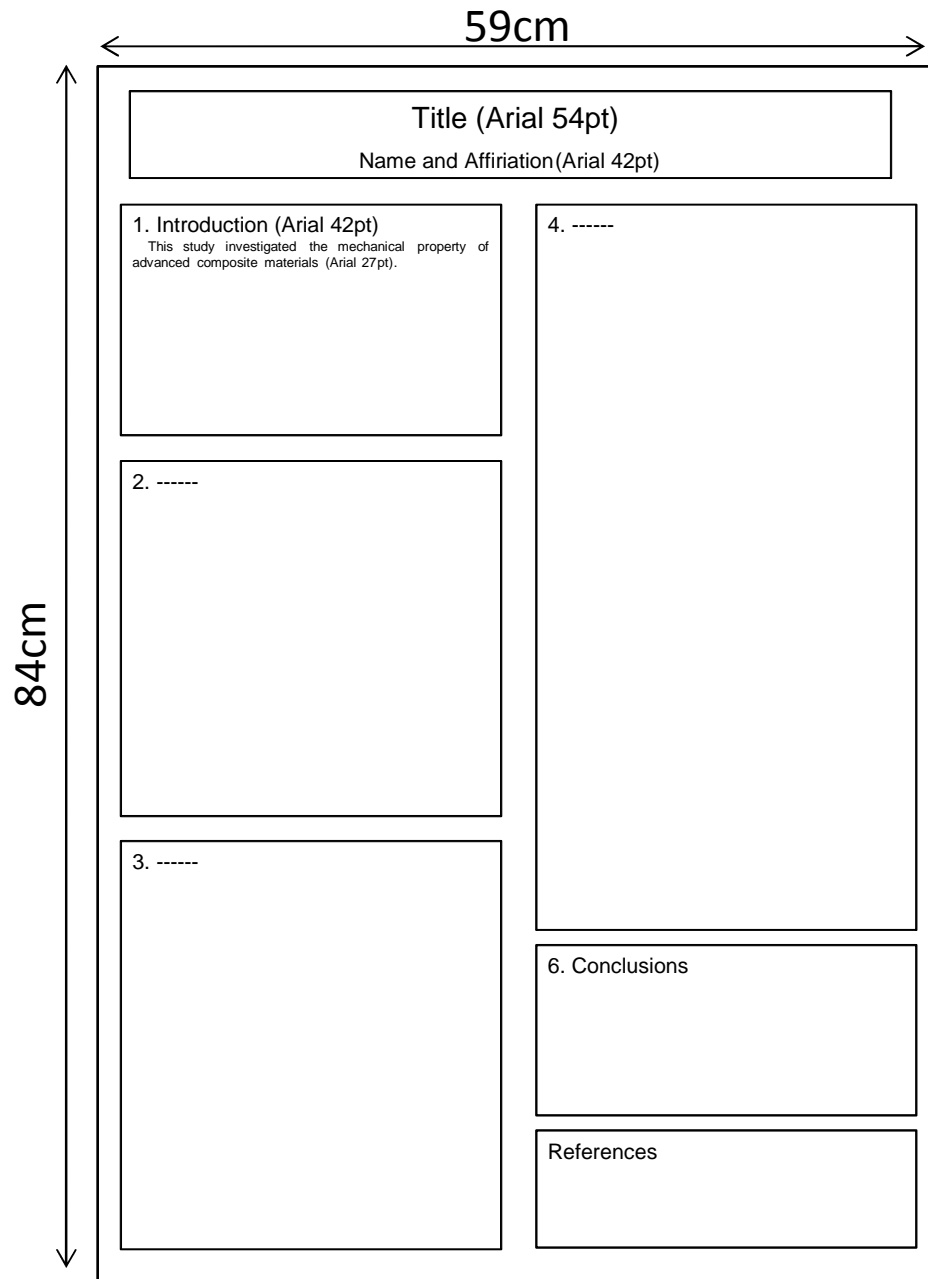 59cm
84cm
Title (Arial 54pt)
Name and Affiriation(Arial 42pt)
1. Introduction (Arial 42pt)
This study investigated the mechanical property of
advanced composite materials (Arial 27pt).
2. ------
3. ------
4. ------
6. Conclusions
References